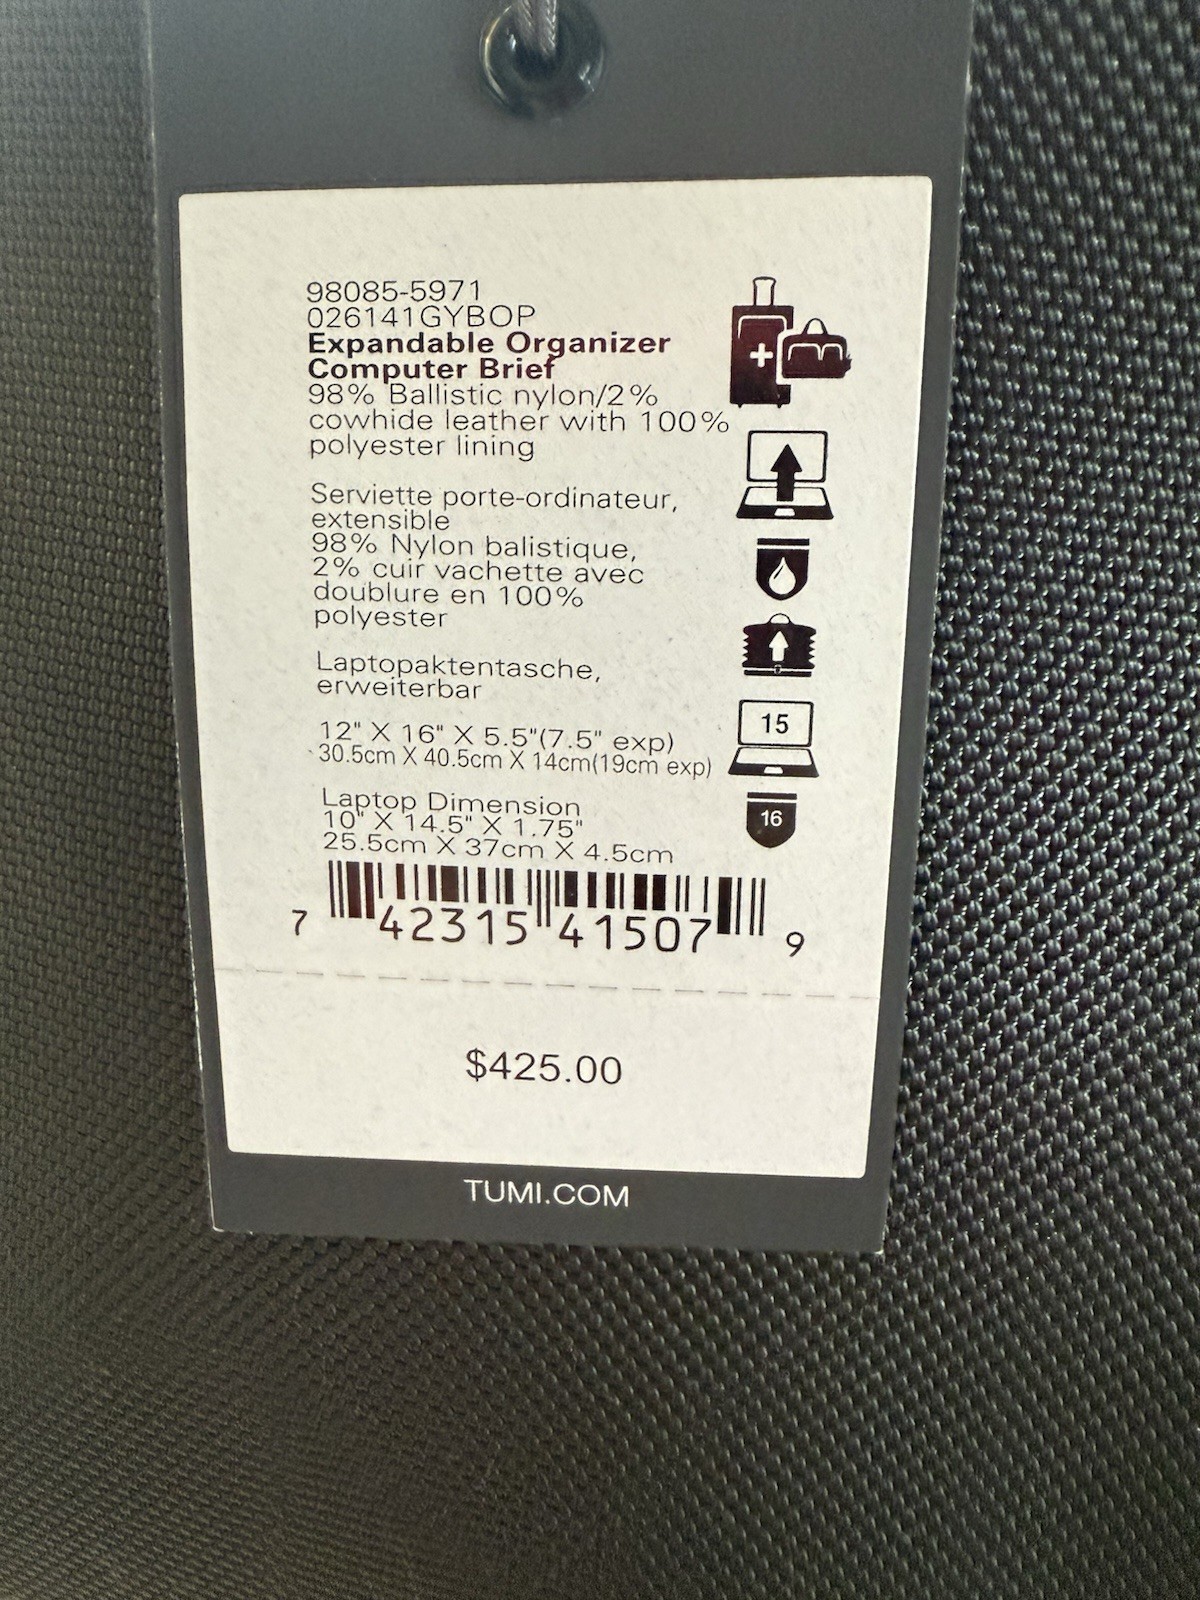 98085-5971
026141GYBOP
Expandable Organizer
Computer Brief
98% Ballistic nylon/2%
cowhide leather with 100%
polyester lining
Serviette porte-ordinateur,
extensible
98% Nylon balistique,
2% cuir vachette avec
doublure en 100%
polyester
Laptopaktentasche,
erweiterbar
12" X 16" X 5.5"(7.5" exp)
30.5cm X 40.5cm X 14cm(19cm exp)
Laptop Dimension
10" X 14.5" X 1.75"
25.5cm X 37cm X 4.5cm
15
16
7 42315 41507 9
$425.00
TUMI.COM